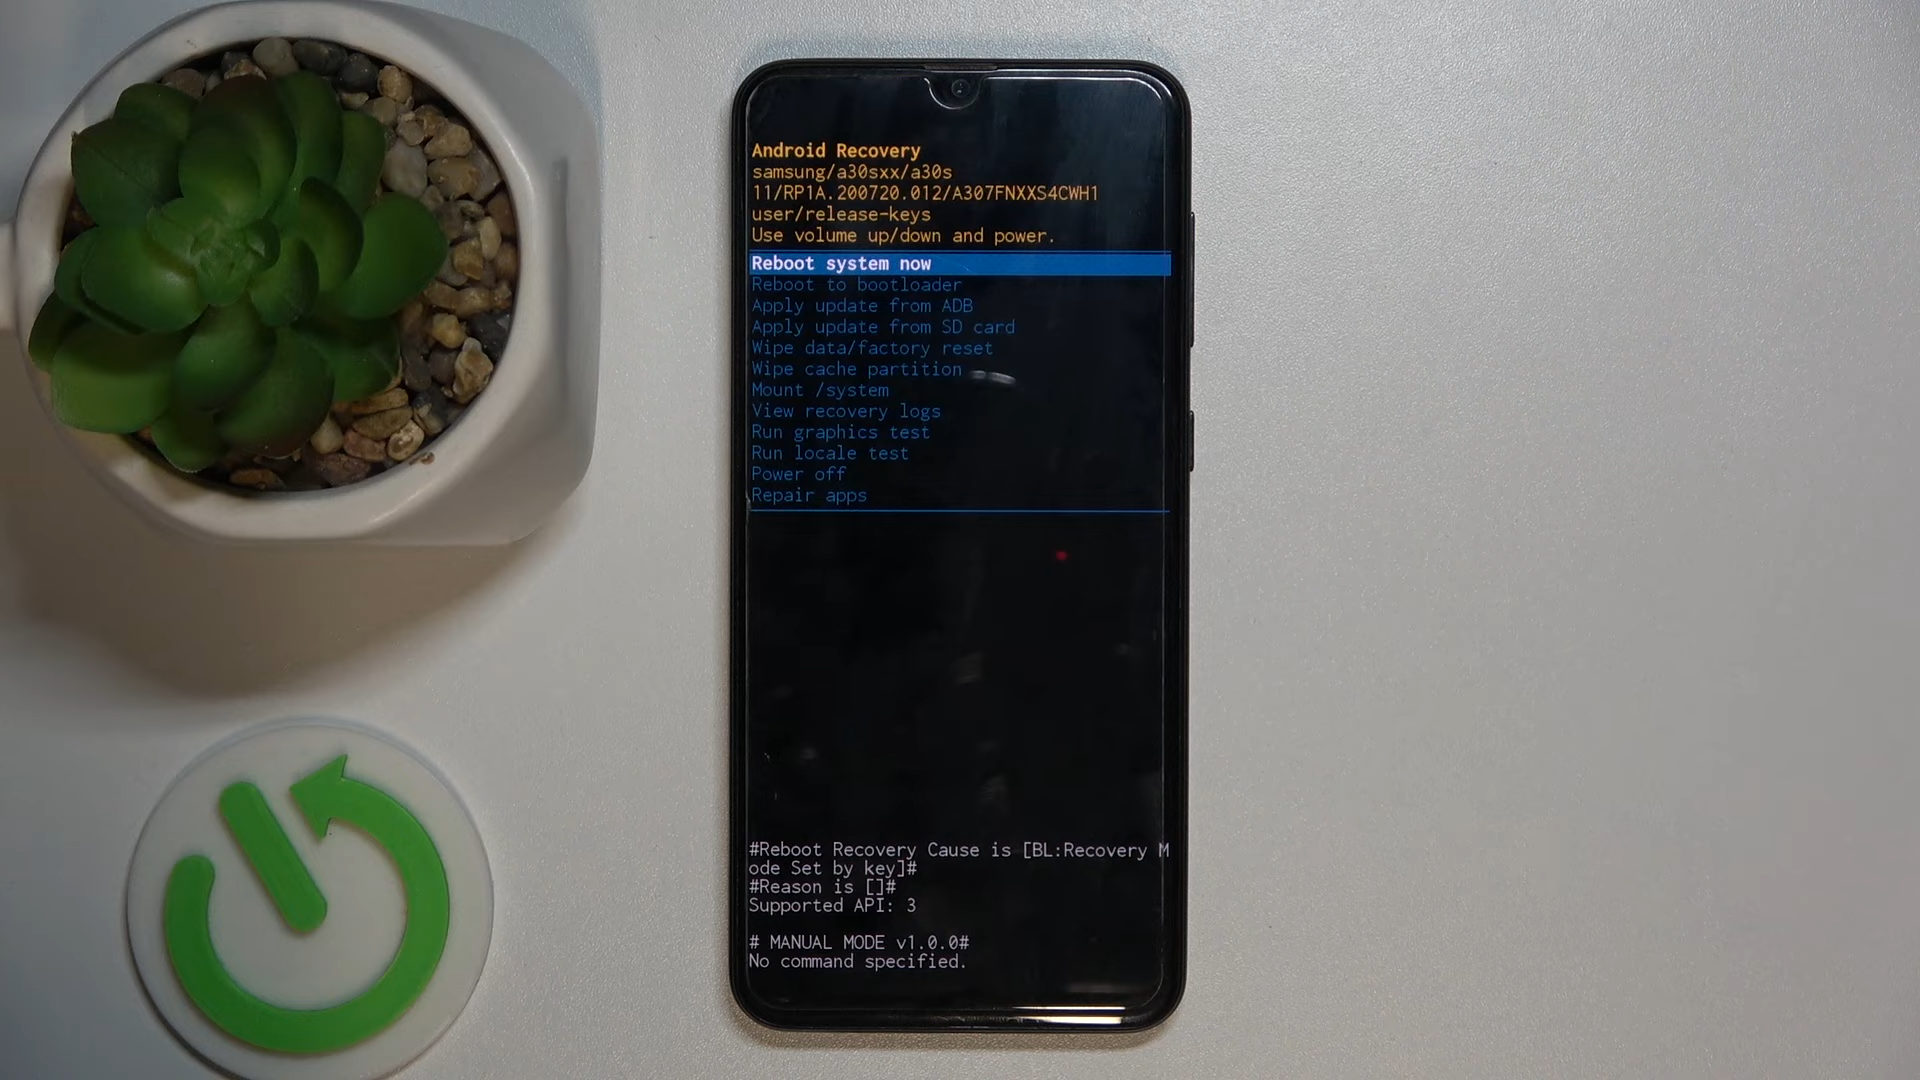 Android Recovery
samsung/a30sxx/a30s
11/RP1A.200720.012/A307FNXXS4CWH1
user/release-keys
Use volume up/down and power.
Reboot system now
Reboot to bootloader
Apply update from ADB
Apply update from SD card
Wipe data/factory reset
Wipe cache partition
Mount /system
View recovery logs
Run graphics test
Run locale test
Power off
Repair apps
#Reboot Recovery Cause is [BL:Recovery M
ode Set by key]#
#Reason is []#
Supported API: 3
# MANUAL MODE v1.0.0#
No command specified.